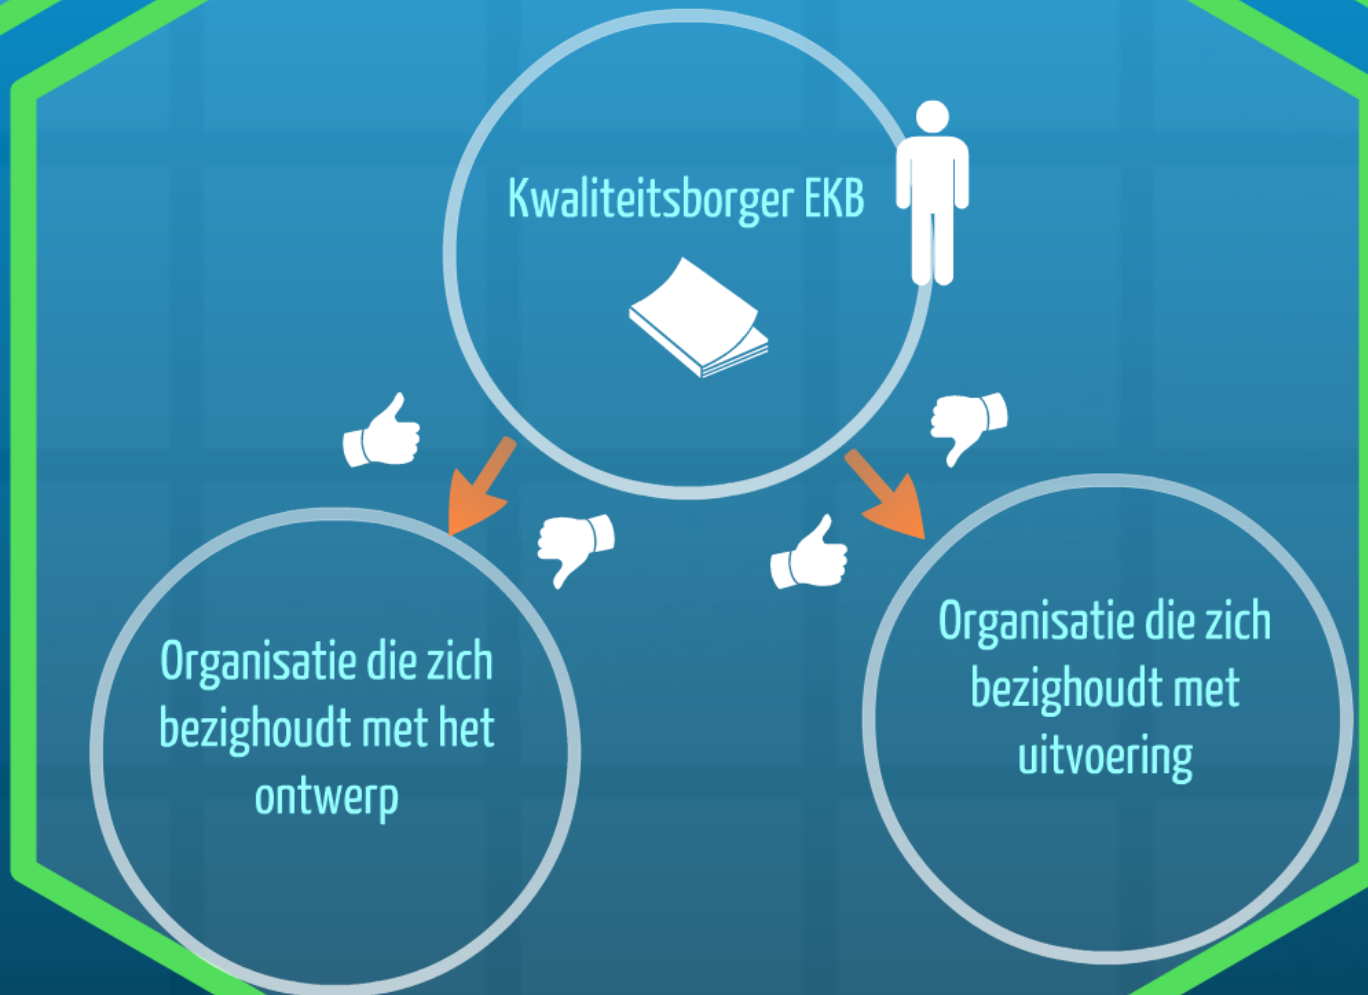 Kwaliteitsborger EKB
Organisatie die zich
bezighoudt met het
ontwerp
Organisatie die zich
bezighoudt met
uitvoering